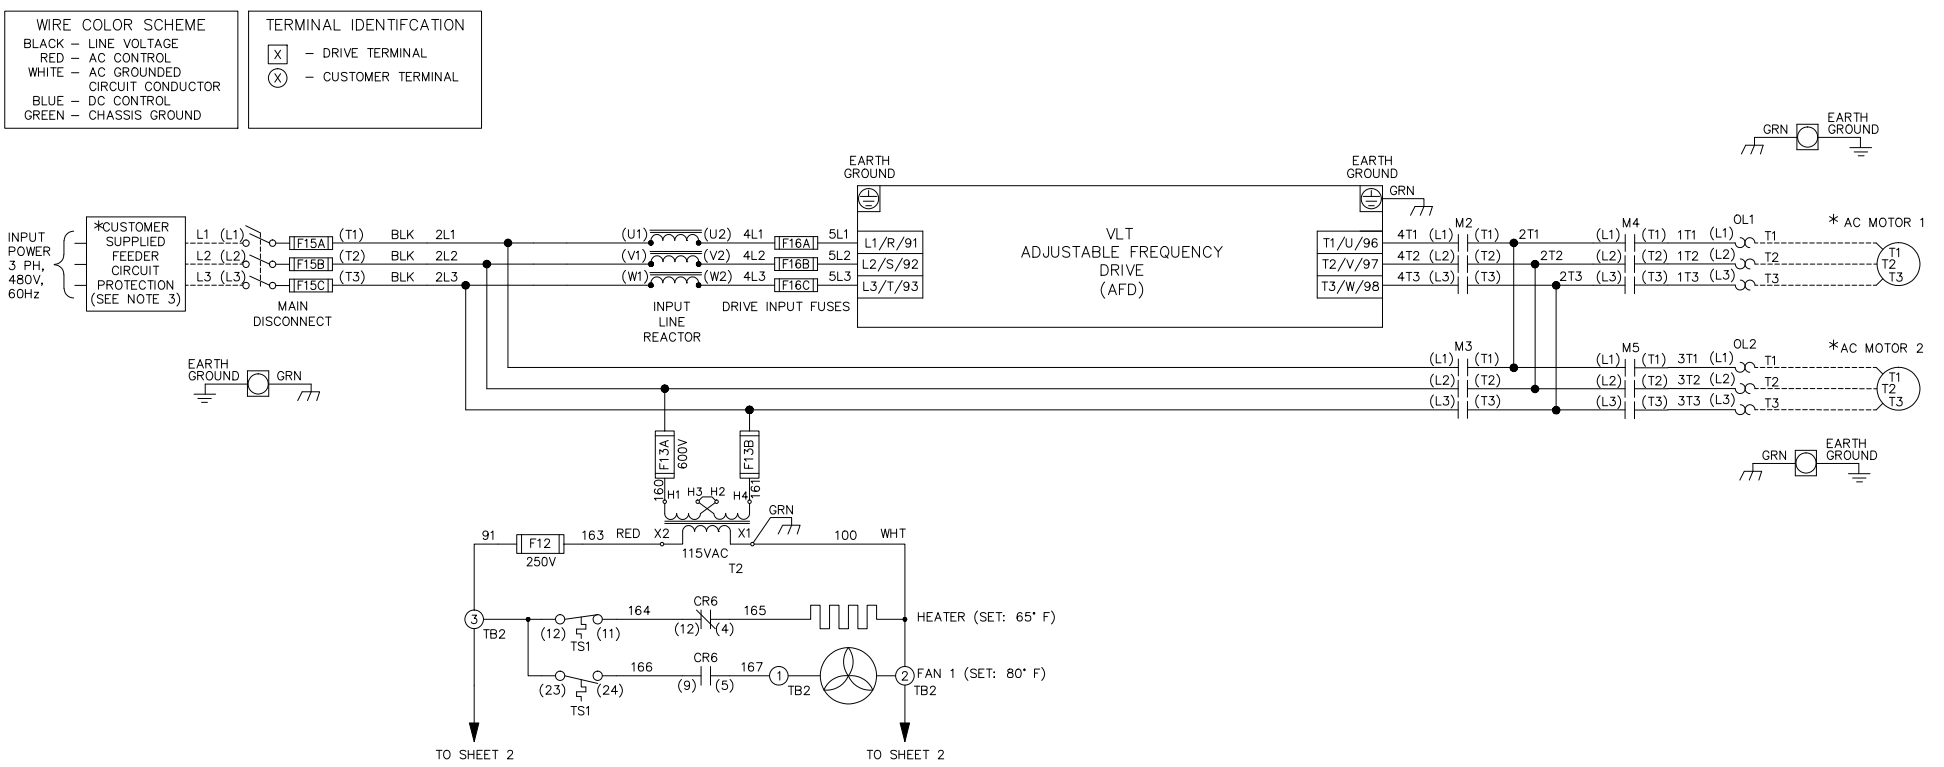 WIRE COLOR SCHEME
BLACK – LINE VOLTAGE
RED – AC CONTROL
WHITE – AC GROUNDED
CIRCUIT CONDUCTOR
BLUE – DC CONTROL
GREEN – CHASSIS GROUND
TERMINAL IDENTIFCATION
X – DRIVE TERMINAL
X – CUSTOMER TERMINAL
INPUT
POWER
3 PH,
480V,
60Hz
*CUSTOMER
SUPPLIED
FEEDER
CIRCUIT
PROTECTION
(SEE NOTE 3)
L1 (L1) F15A (T1) BLK 2L1
L2 (L2) F15B (T2) BLK 2L2
L3 (L3) F15C (T3) BLK 2L3
MAIN
DISCONNECT
(U1) (U2) 4L1 F16A 5L1
(V1) (V2) 4L2 F16B 5L2
(W1) (W2) 4L3 F16C 5L3
INPUT
LINE
REACTOR
DRIVE INPUT FUSES
EARTH
GROUND
L1/R/91
L2/S/92
L3/T/93
VLT
ADJUSTABLE FREQUENCY
DRIVE
(AFD)
EARTH
GROUND
GRN
T1/U/96
T2/V/97
T3/W/98
M2 M4 OL1
4T1 (L1) (T1) 2T1 (L1) (T1) 1T1 (L1) T1
4T2 (L2) (T2) 2T2 (L2) (T2) 1T2 (L2) T2
4T3 (L3) (T3) 2T3 (L3) (T3) 1T3 (L3) T3
* AC MOTOR 1
T1
T2
T3
GRN
EARTH
GROUND
M3 M5 OL2
(L1) (T1) (L1) (T1) 3T1 (L1) T1
(L2) (T2) (L2) (T2) 3T2 (L2) T2
(L3) (T3) (L3) (T3) 3T3 (L3) T3
* AC MOTOR 2
T1
T2
T3
GRN
EARTH
GROUND
EARTH
GROUND
GRN
F13A
600V
F13B
160
161
H1 H3 H2 H4
GRN
91 F12 163 RED X2 X1 100 WHT
250V
115VAC
T2
3
TB2
164 CR6 165
(12) (11) (12) (4)
TS1
HEATER (SET: 65° F)
166 CR6 167 1 2 FAN 1 (SET: 80° F)
(23) (24) (9) (5) TB2 TB2
TS1
TO SHEET 2
TO SHEET 2